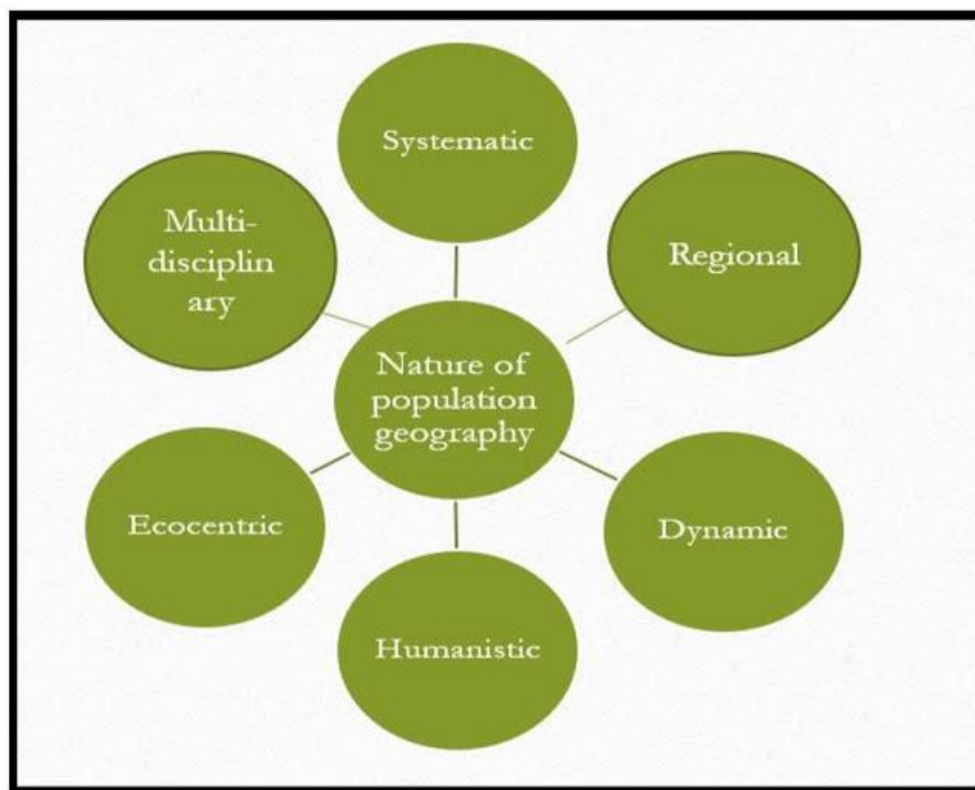 Systematic
Multi-
disciplin
ary
Regional
Nature of
population
geography
Ecocentric
Dynamic
Humanistic